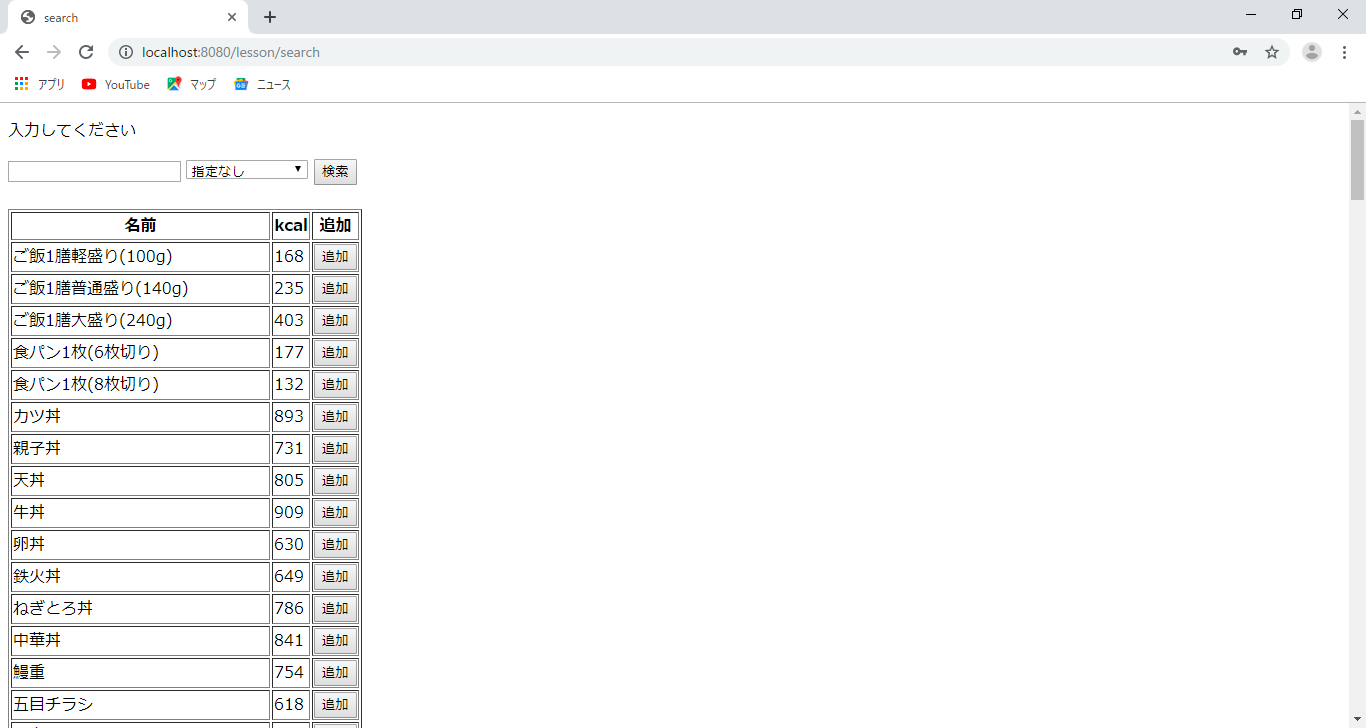 search
localhost:8080/lesson/search
アプリ YouTube マップ ニュース
入力してください
指定なし 検索
名前 kcal 追加
ご飯1膳軽盛り(100g) 168 追加
ご飯1膳普通盛り(140g) 235 追加
ご飯1膳大盛り(240g) 403 追加
食パン1枚(6枚切り) 177 追加
食パン1枚(8枚切り) 132 追加
カツ丼 893 追加
親子丼 731 追加
天丼 805 追加
牛丼 909 追加
卵丼 630 追加
鉄火丼 649 追加
ねぎとろ丼 786 追加
中華丼 841 追加
鰻重 754 追加
五目チラシ 618 追加